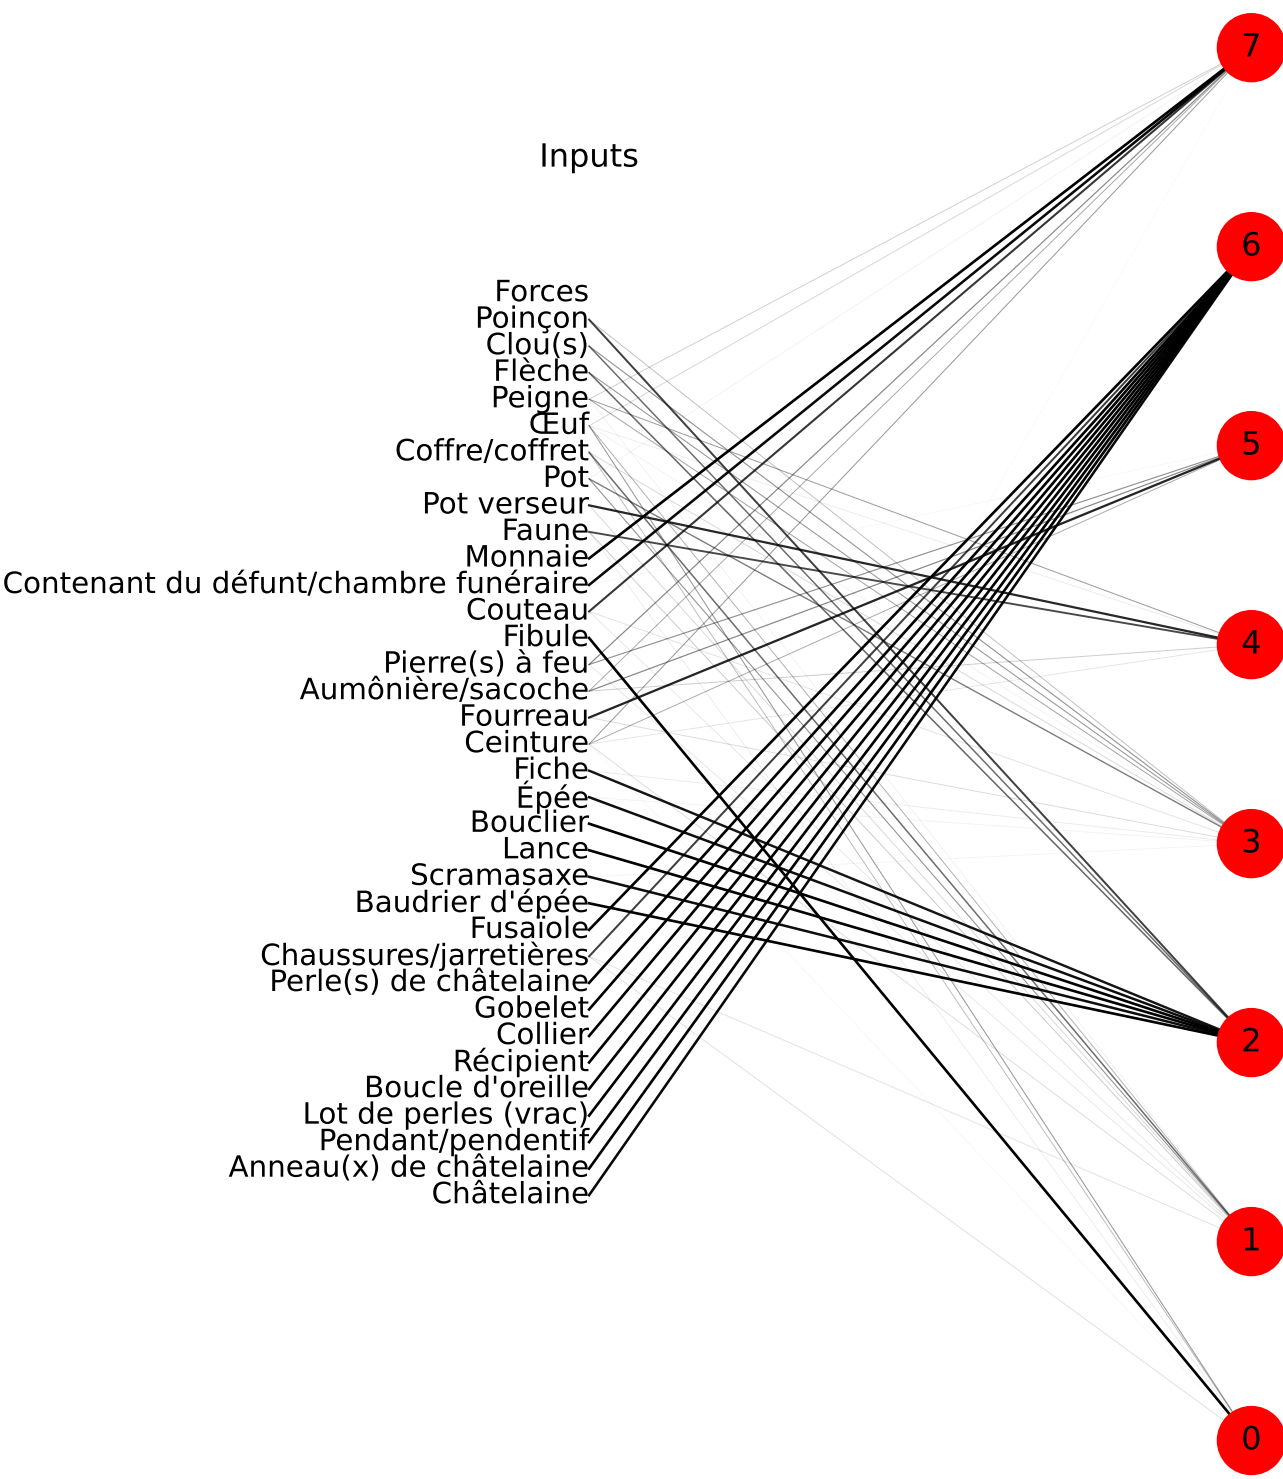 7
Inputs
6
Forces
Poinçon
Clou(s)
Flèche
Peigne
Œuf
5
Coffre/coffret
Pot
Pot verseur
Faune
Monnaie
Contenant du défunt/chambre funéraire
Couteau
Fibule
4
Pierre(s) à feu
Aumônière/sacoche
Fourreau
Ceinture
Fiche
Épée
Bouclier
3
Lance
Scramasaxe
Baudrier d'épée
Fusaïole
Chaussures/jarretières
Perle(s) de châtelaine
Gobelet
Collier
2
Récipient
Boucle d'oreille
Lot de perles (vrac)
Pendant/pendentif
Anneau(x) de châtelaine
Châtelaine
1
0